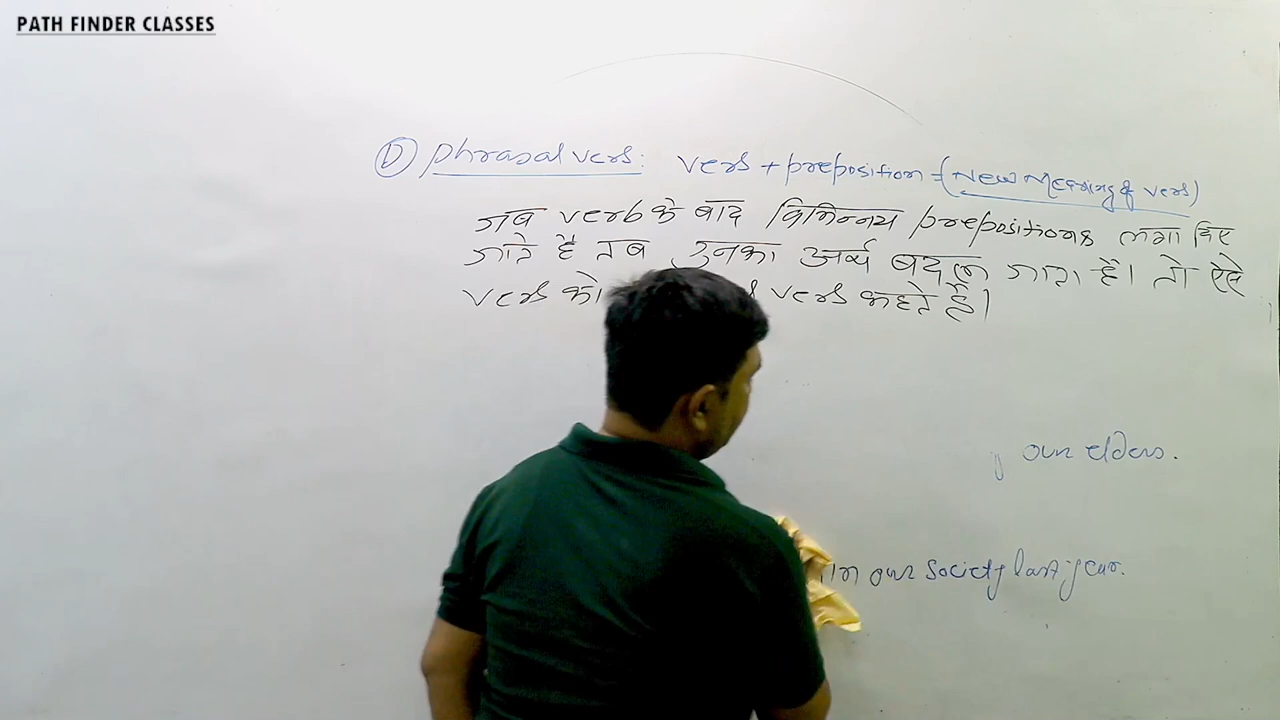 PATH FINDER CLASSES
D phrasal verb: verb + preposition = (New Meaning of verb)
जब verb के बाद विभिन्नय prepositions लगा दिए
जाते है तब उनका अर्थ बदल जाता है। तो ऐसे
verb को verb कहते है।
our elders.
in our society last year.